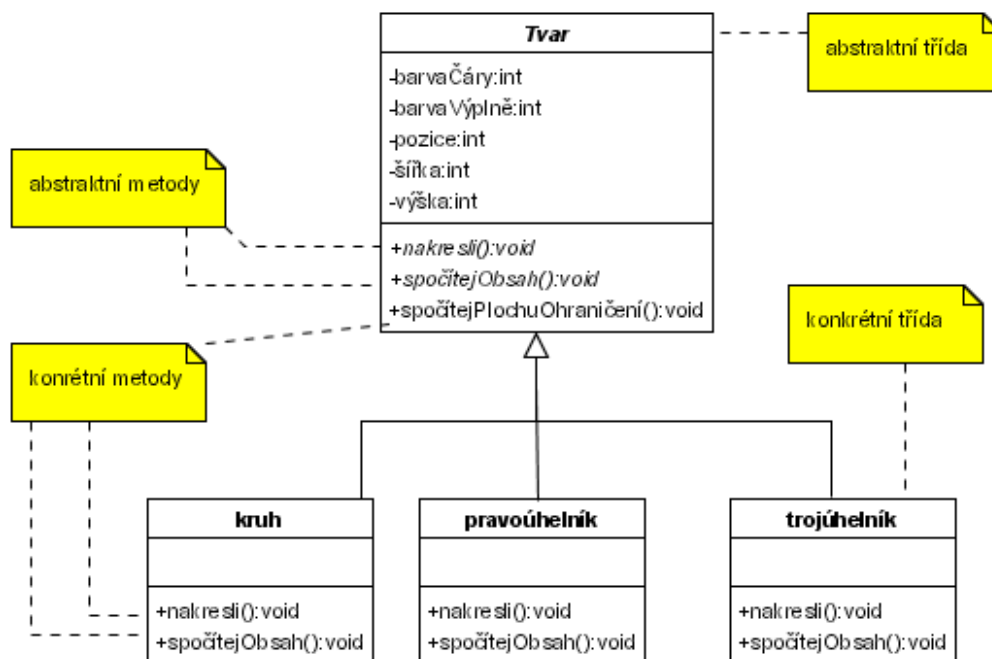 Tvar
abstraktní třída
-barvaČáry:int
-barvaVýplně:int
-pozice:int
-šířka:int
-výška:int
abstraktní metody
+nakresli():void
+spočítejObsah():void
+spočítejPlochuOhraničení():void
konkrétní třída
konrétní metody
kruh
pravoúhelník
trojúhelník
+nakresli():void
+spočítejObsah():void
+nakresli():void
+spočítejObsah():void
+nakresli():void
+spočítejObsah():void